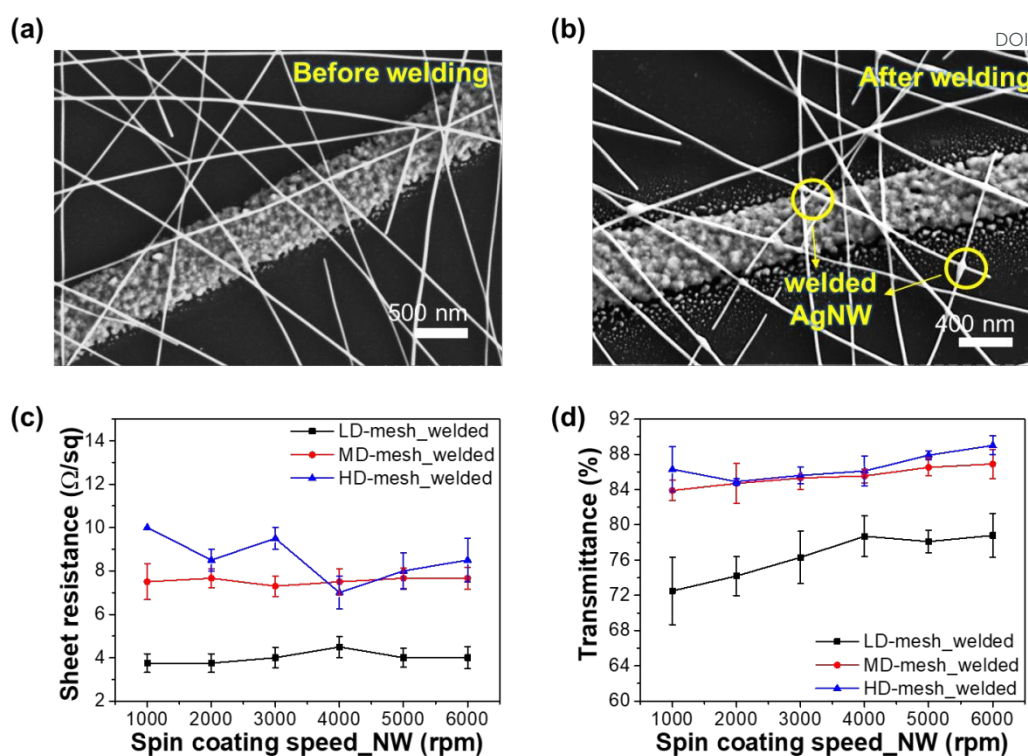 (a)
Before welding
500 nm
(b)
DOI
After welding
welded
AgNW
400 nm
(c)
Sheet resistance (Ω/sq)
14
12
10
8
6
4
2
LD-mesh_welded
MD-mesh_welded
HD-mesh_welded
1000 2000 3000 4000 5000 6000
Spin coating speed_NW (rpm)
(d)
Transmittance (%)
92
88
84
80
76
72
68
64
60
LD-mesh_welded
MD-mesh_welded
HD-mesh_welded
1000 2000 3000 4000 5000 6000
Spin coating speed_NW (rpm)